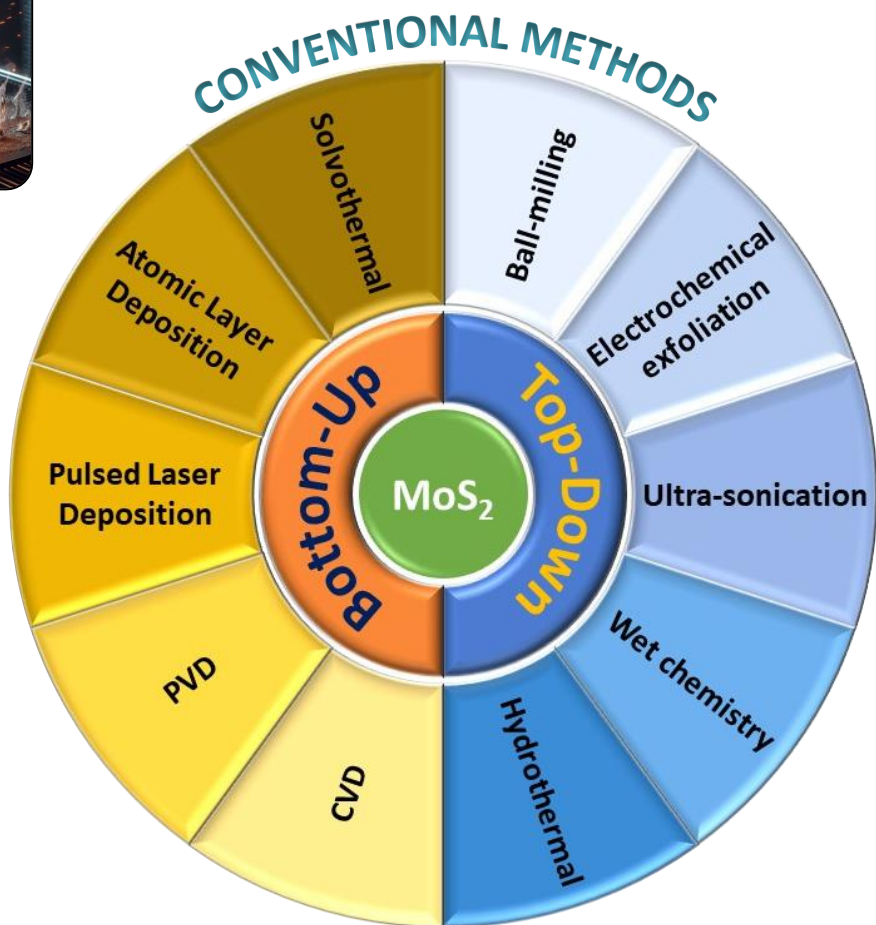 CONVENTIONAL METHODS
Solvothermal
Ball-milling
Atomic Layer
Deposition
Electrochemical
exfoliation
Pulsed Laser
Deposition
Ultra-sonication
PVD
Wet chemistry
CVD
Hydrothermal
Bottom-Up
Top-Down
MoS₂